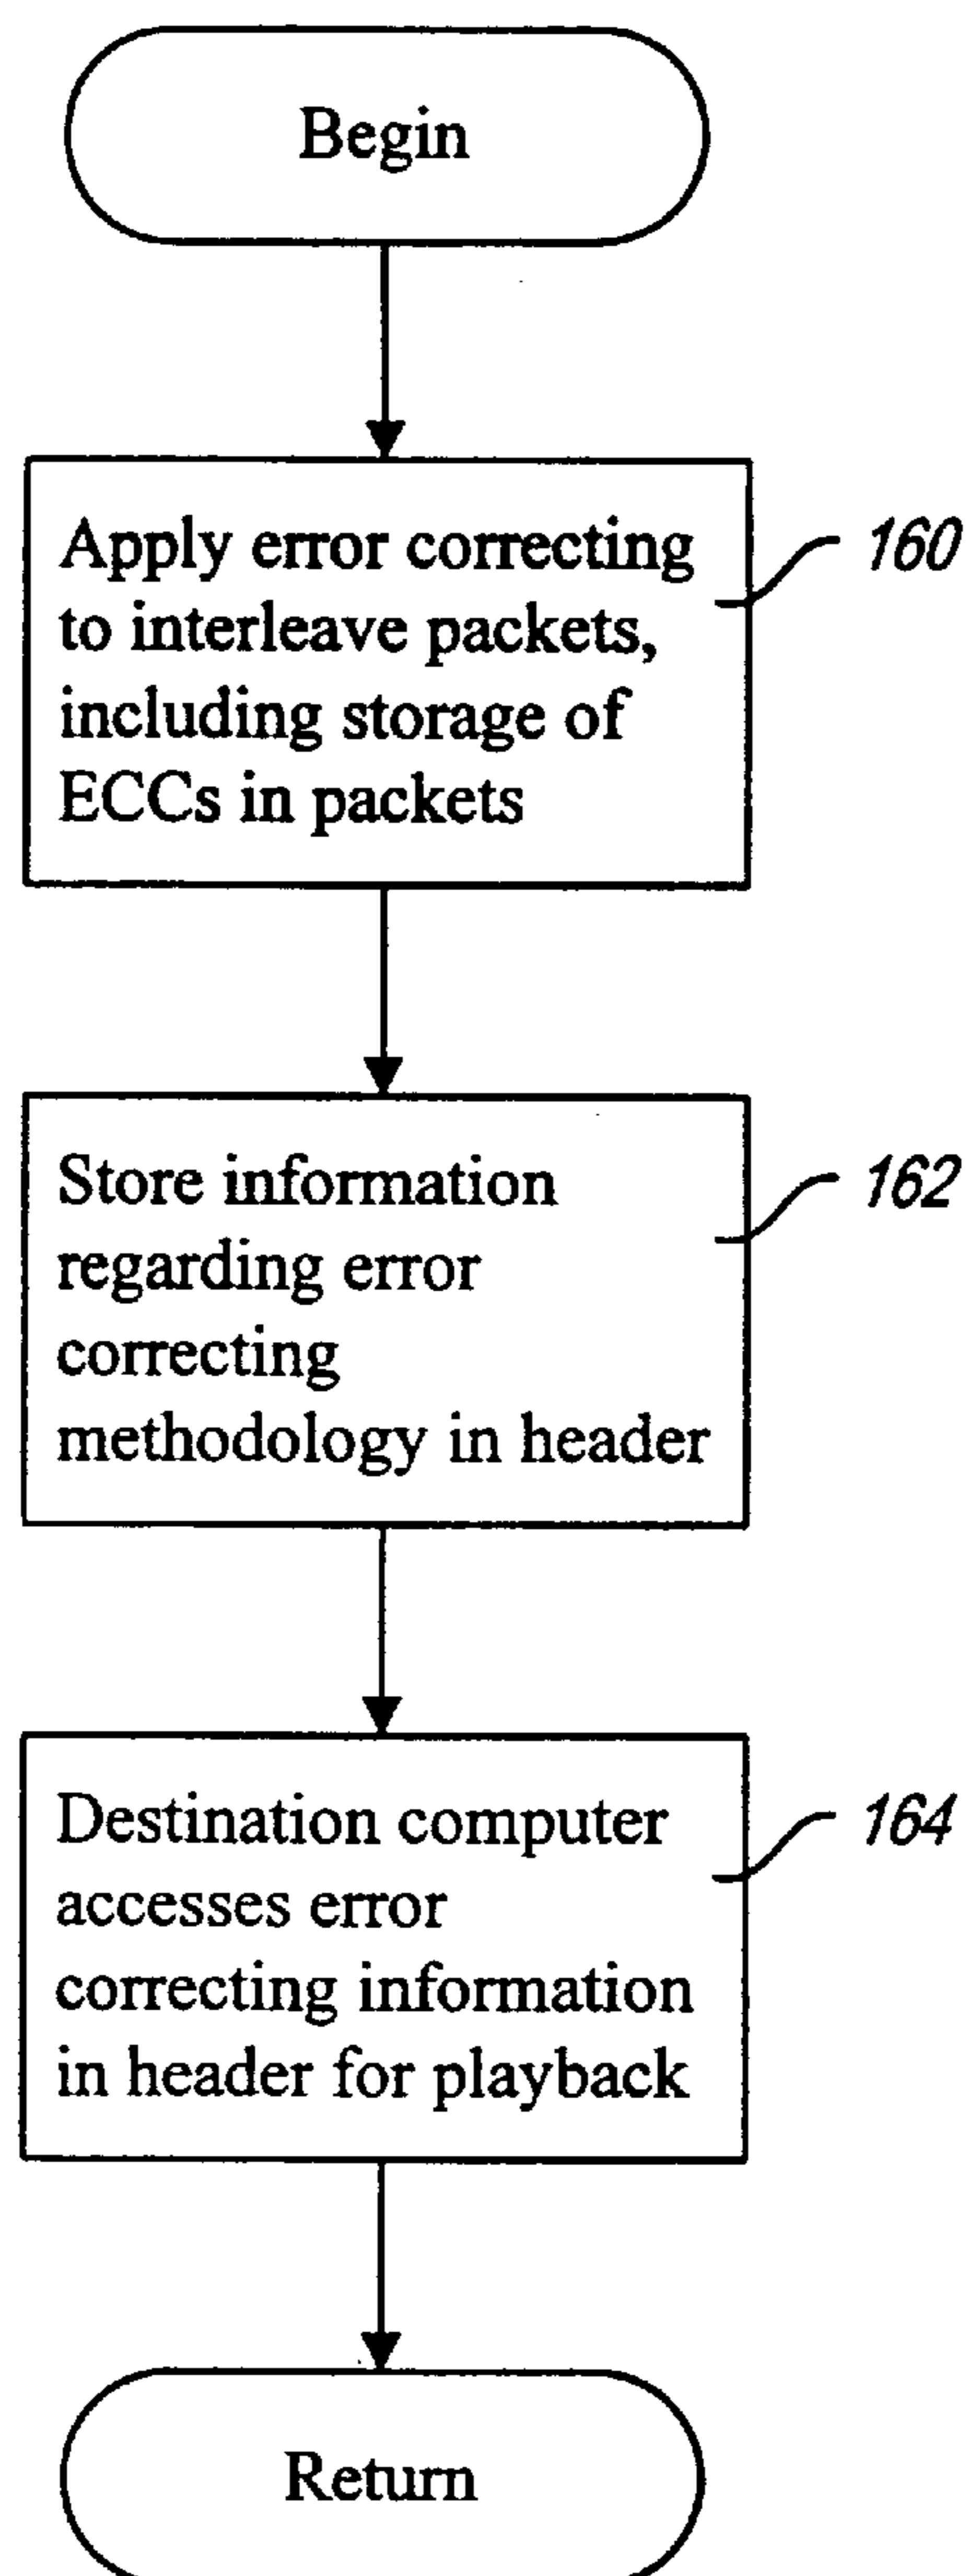 Begin
Apply error correcting
to interleave packets,
including storage of
ECCs in packets
160
Store information
regarding error
correcting
methodology in header
162
Destination computer
accesses error
correcting information
in header for playback
164
Return